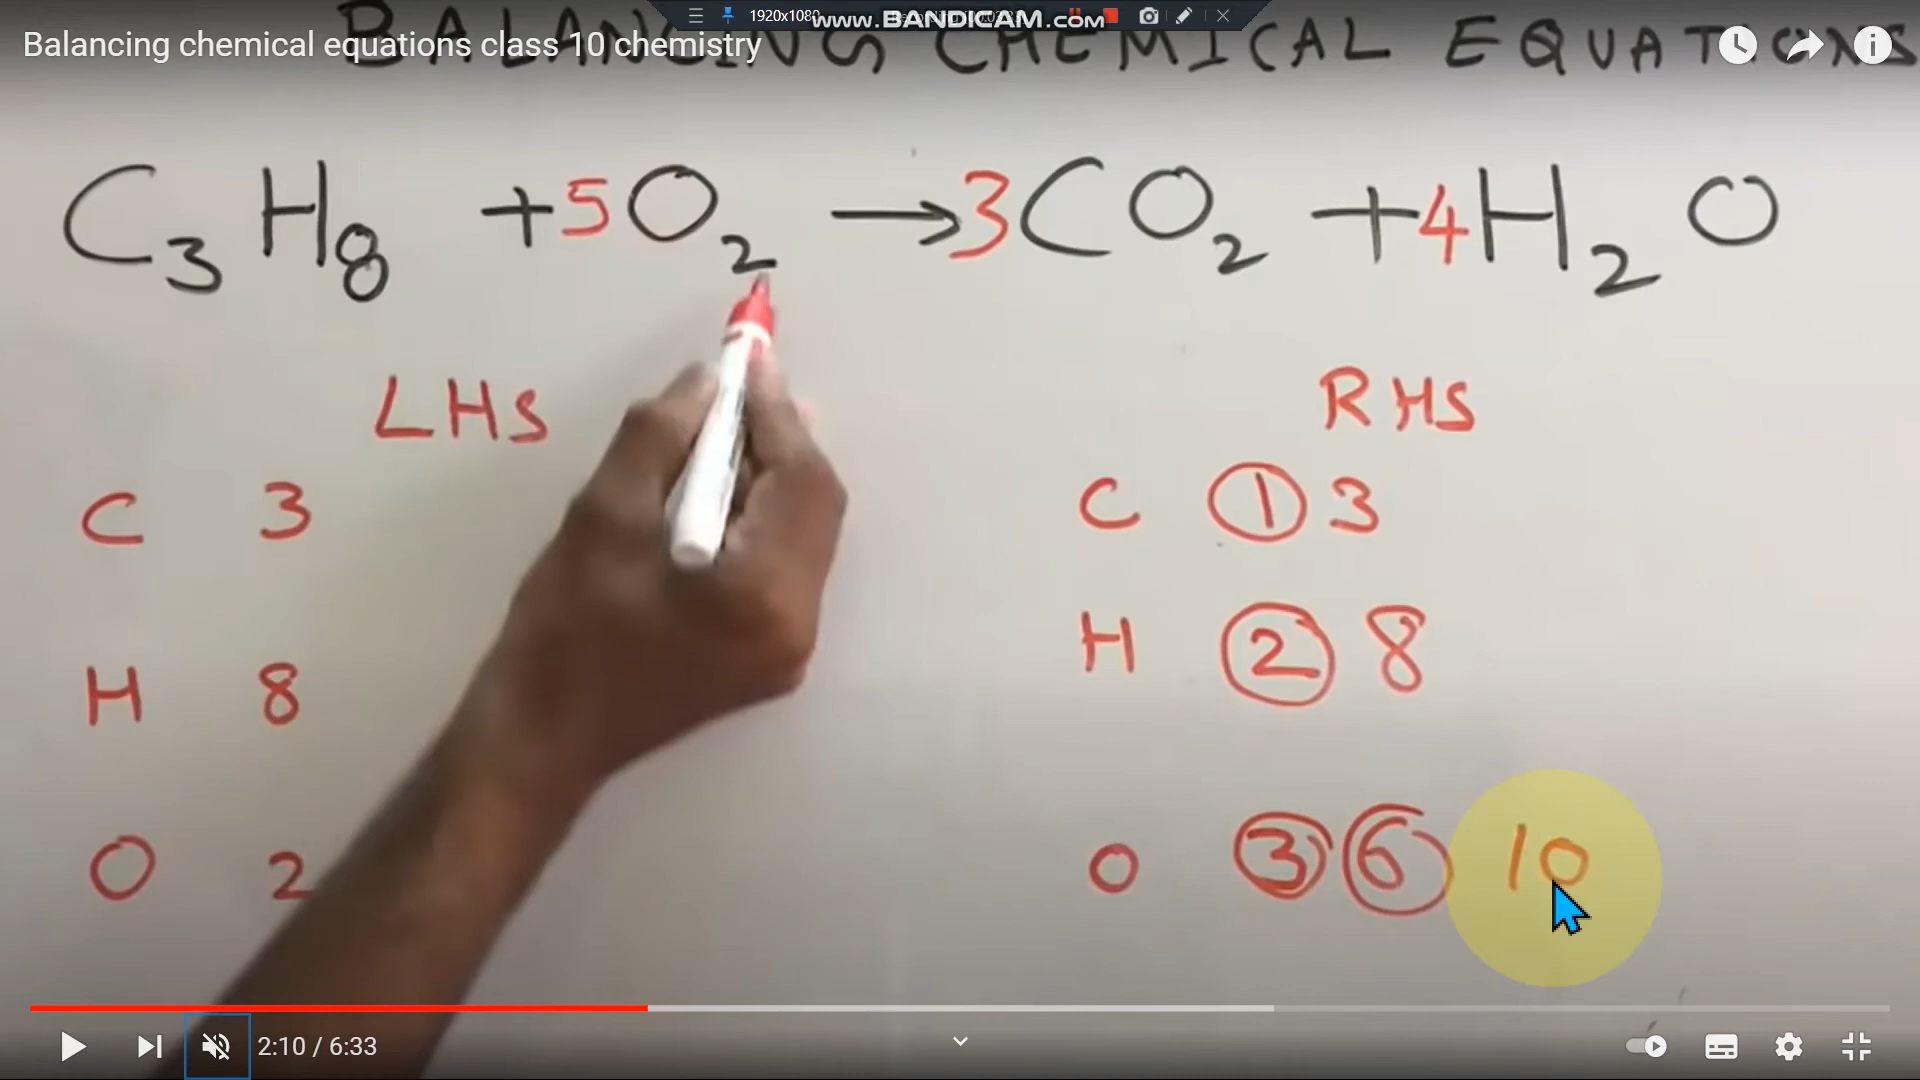 1920x1080
www.BANDICAM.com
Balancing chemical equations class 10 chemistry
BALANCING CHEMICAL EQUATIONS
C3H8 +5O2 →3CO2 +4H2O
LHS RHS
C 3 C 1 3
H 8 H 2 8
O 2 O 3 6 10
2:10 / 6:33